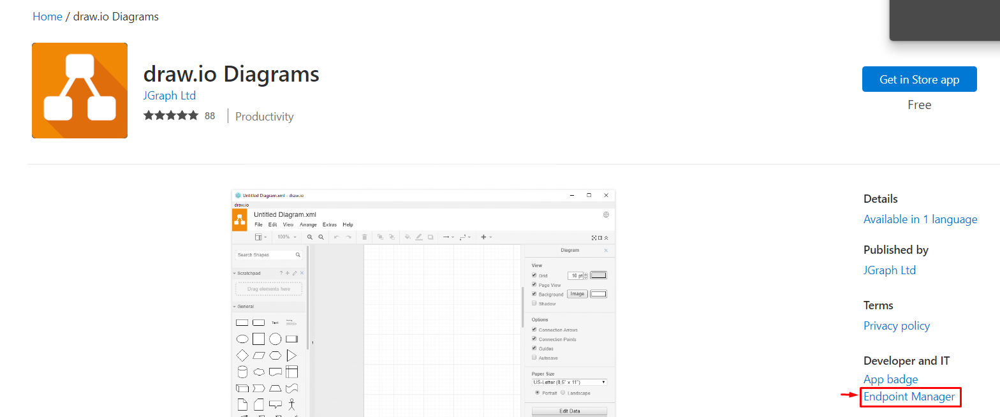 Home / draw.io Diagrams
draw.io Diagrams
JGraph Ltd
88 Productivity
Get in Store app
Free
Untitled Diagram.xml - draw.io
draw.io
Untitled Diagram.xml
File Edit View Arrange Extras Help
100%
Search Shapes
Scratchpad ?
Drag elements here
General
Text
Diagram
View
Grid 10 pt
Page View
Background Image
Shadow
Options
Connection Arrows
Connection Points
Guides
Autosave
Paper Size
US-Letter (8,5" x 11")
Portrait Landscape
Edit Data
Details
Available in 1 language
Published by
JGraph Ltd
Terms
Privacy policy
Developer and IT
App badge
Endpoint Manager